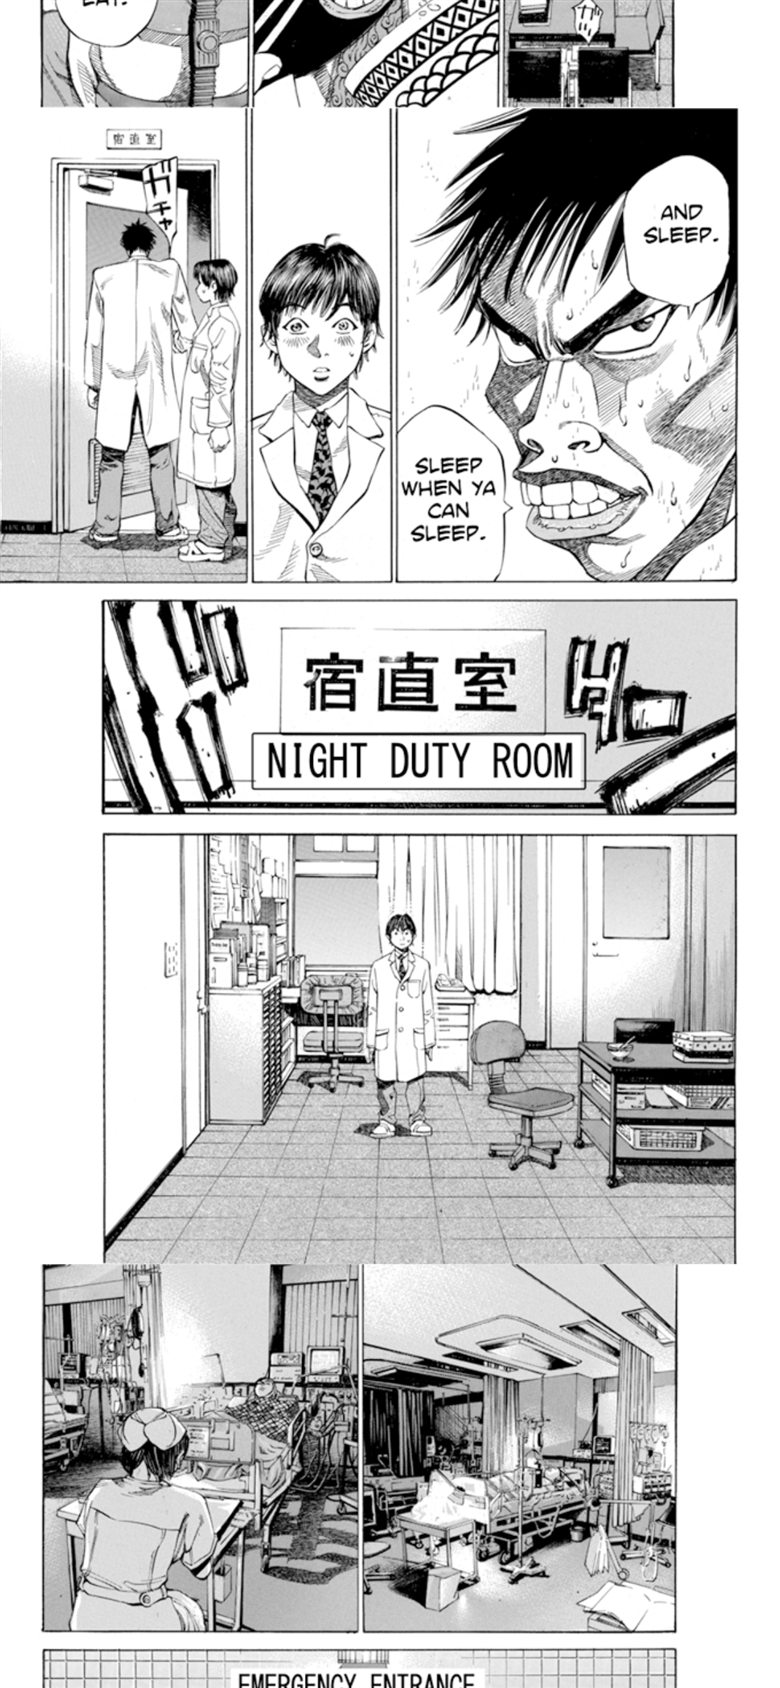 EAT.
宿直室
ガチャ
AND
SLEEP.
SLEEP
WHEN YA
CAN
SLEEP.
宿直室
NIGHT DUTY ROOM
EMERGENCY ENTRANCE